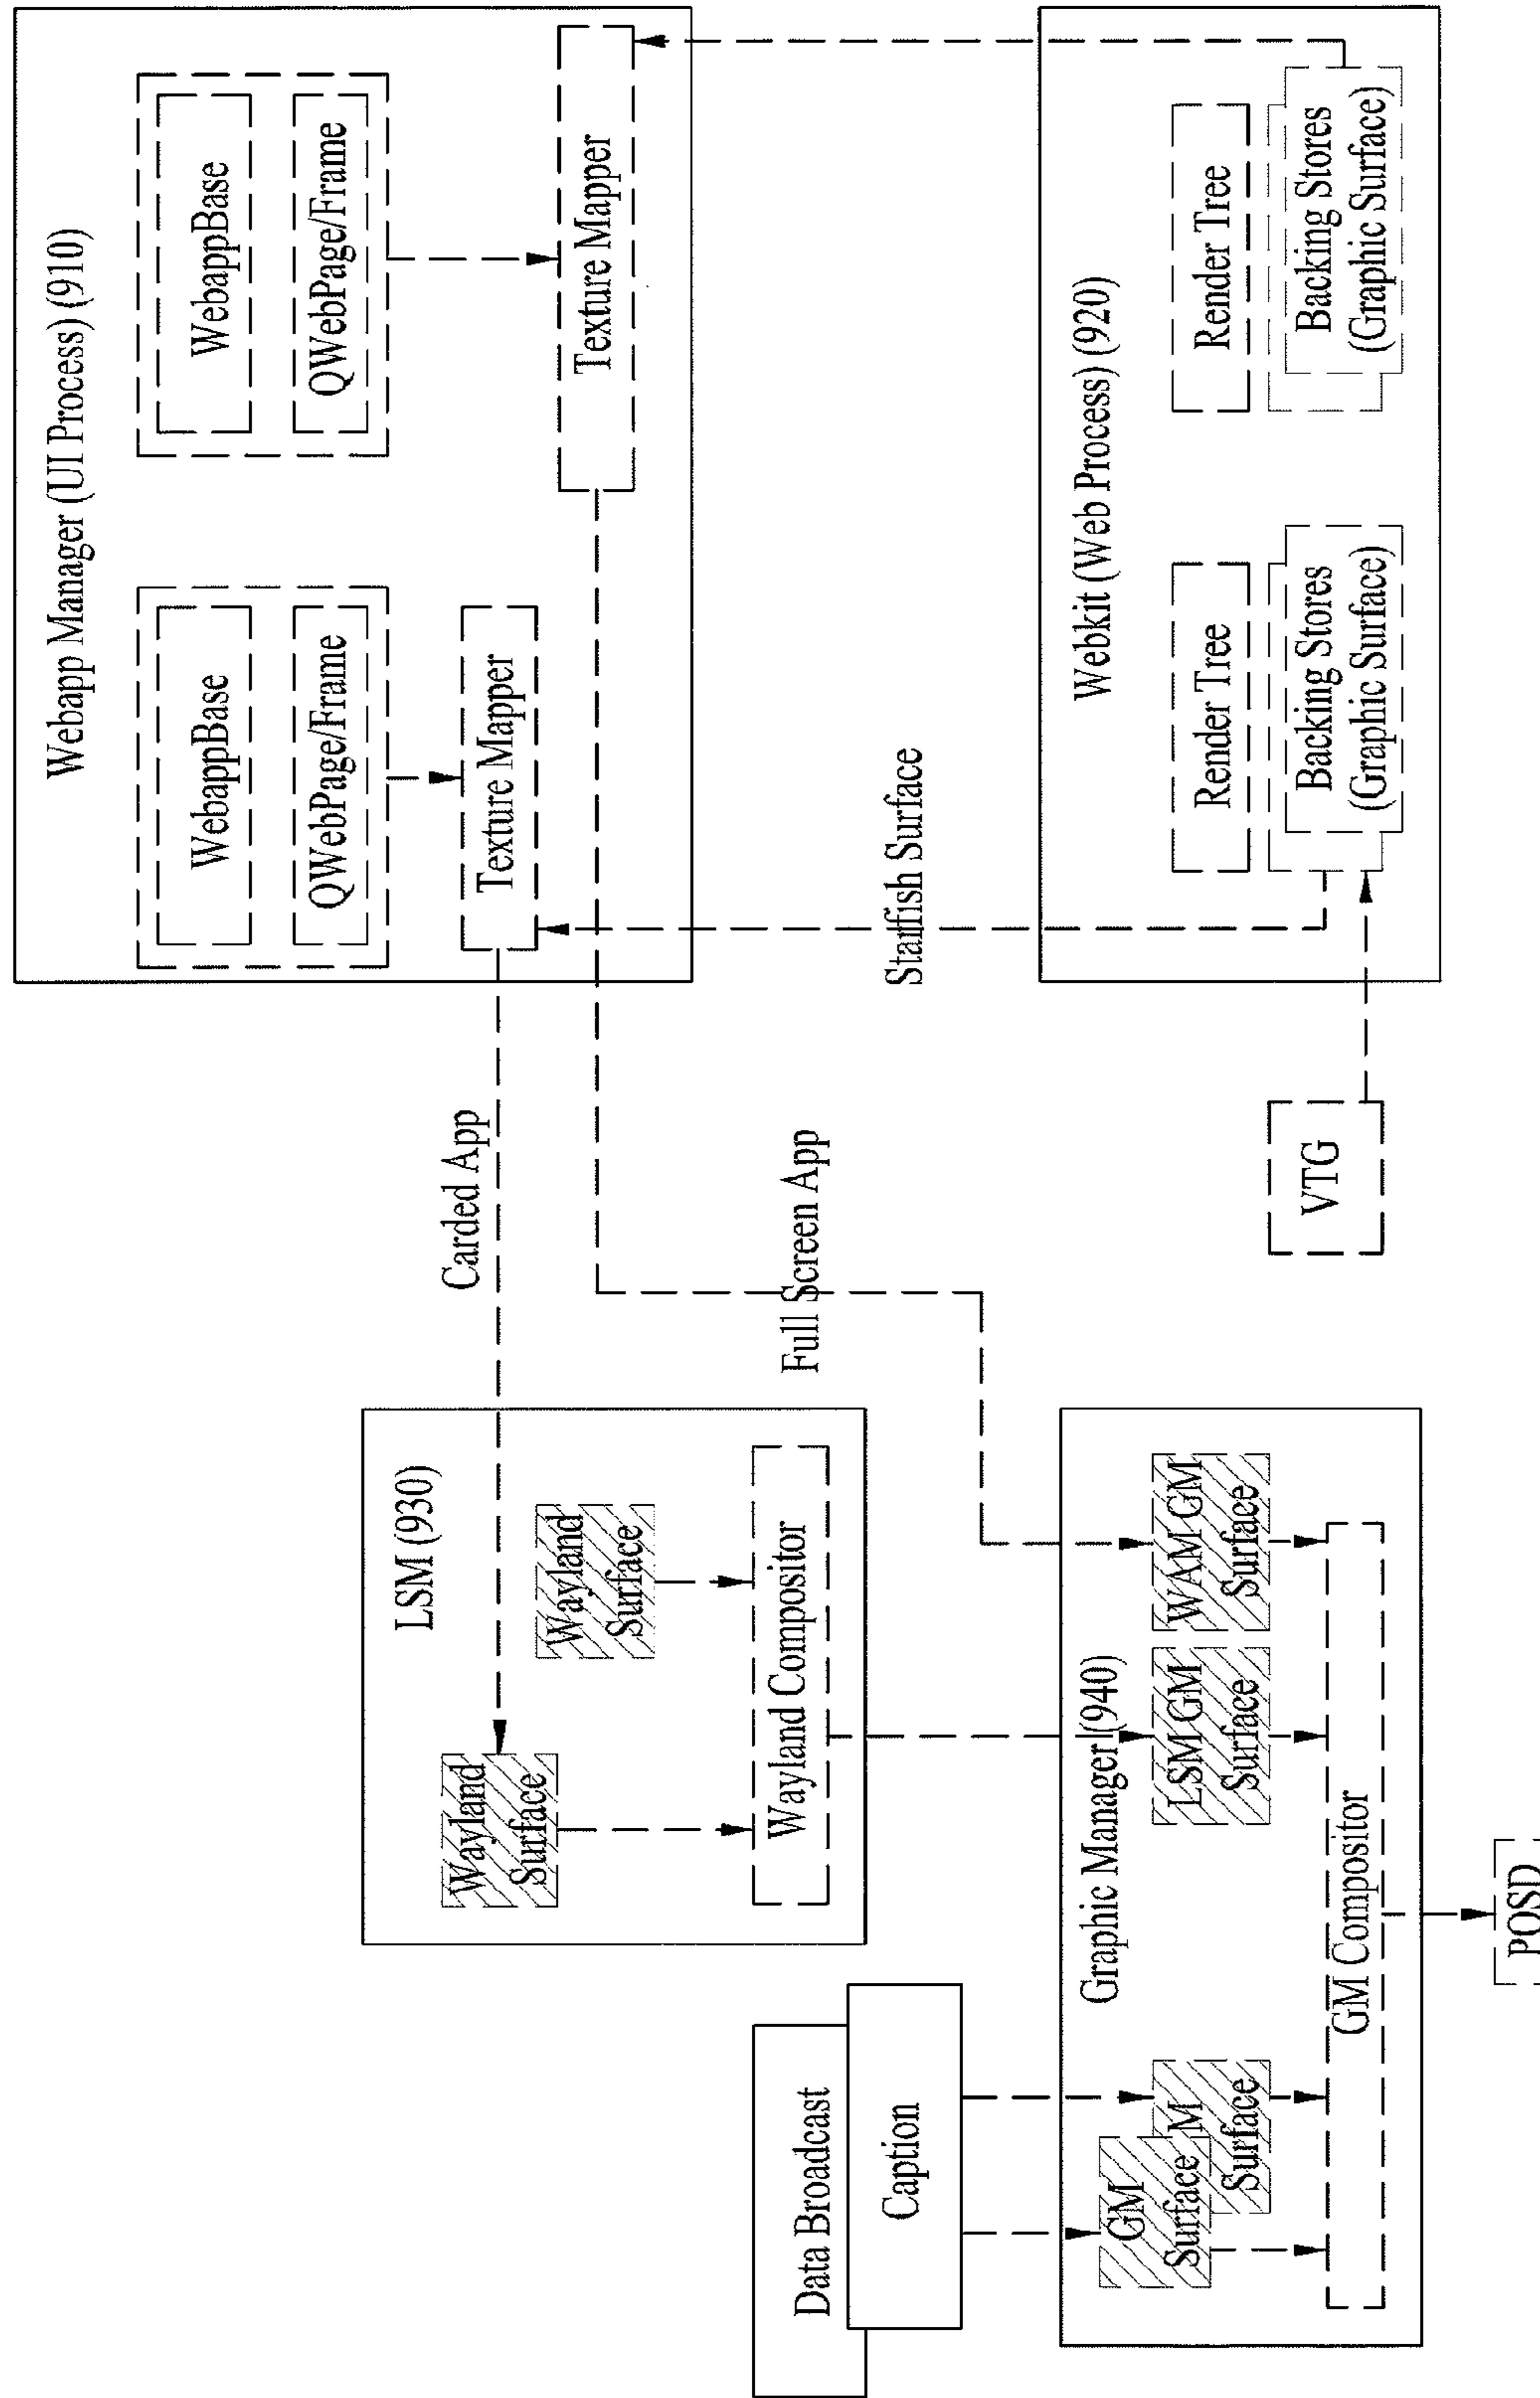 Webapp Manager (UI Process) (910)
WebappBase
QWebPage/Frame
Texture Mapper
WebappBase
QWebPage/Frame
Texture Mapper
Carded App
Full Screen App
Starfish Surface
LSM (930)
Wayland
Surface
Wayland
Surface
Wayland Compositor
Data Broadcast
Caption
Graphic Manager (940)
GM
Surface
M
Surface
LSM GM
Surface
WAM GM
Surface
GM Compositor
POSD
VTG
Webkit (Web Process) (920)
Render Tree
Backing Stores
(Graphic Surface)
Render Tree
Backing Stores
(Graphic Surface)